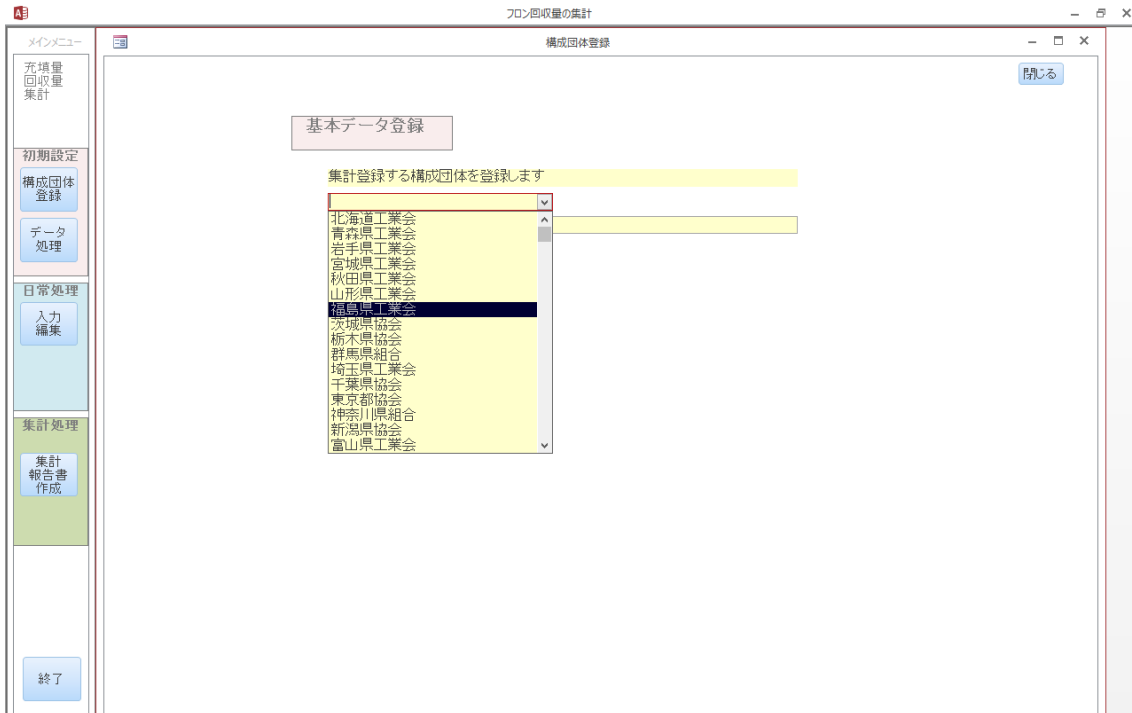 フロン回収量の集計
メインメニュー
構成団体登録
充填量
回収量
集計
閉じる
基本データ登録
初期設定
構成団体
登録
データ
処理
集計登録する構成団体を登録します
北海道工業会
青森県工業会
岩手県工業会
宮城県工業会
秋田県工業会
山形県工業会
福島県工業会
茨城県協会
栃木県協会
群馬県組合
埼玉県工業会
千葉県協会
東京都協会
神奈川県組合
新潟県協会
富山県工業会
日常処理
入力
編集
集計処理
集計
報告書
作成
終了